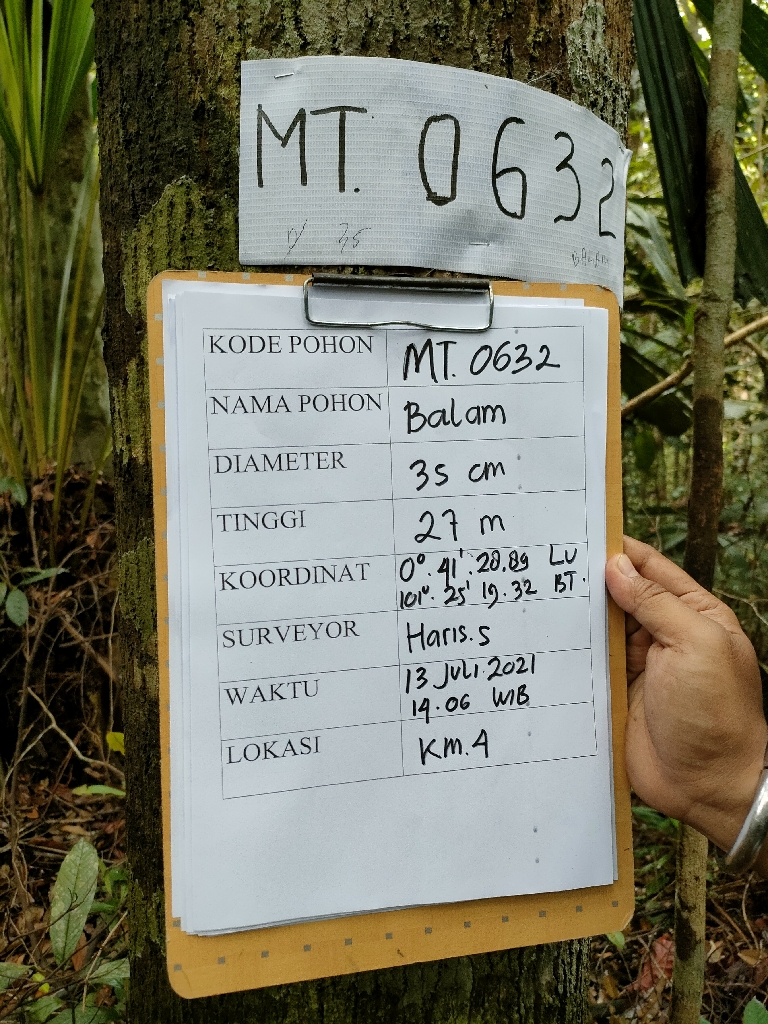 MT. 0632
35
KODE POHON MT. 0632
NAMA POHON Balam
DIAMETER 35 cm
TINGGI 27 m
KOORDINAT 0°. 41'. 28,89 LU
101°. 25' 19. 32 BT.
SURVEYOR Haris.s
WAKTU 13 JULI. 2021
14.06 WIB
LOKASI KM. 4